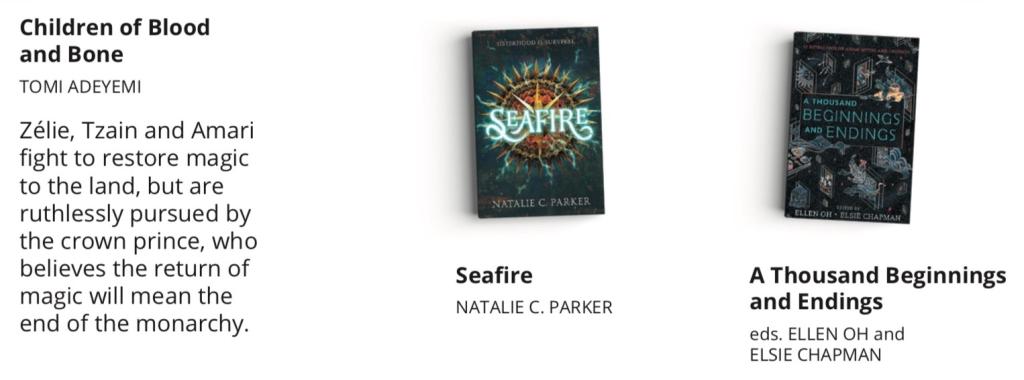 Children of Blood
and Bone
TOMI ADEYEMI
Zélie, Tzain and Amari
fight to restore magic
to the land, but are
ruthlessly pursued by
the crown prince, who
believes the return of
magic will mean the
end of the monarchy.
SISTERHOOD IS SURVIVAL
SEAFIRE
NATALIE C. PARKER
Seafire
NATALIE C. PARKER
A THOUSAND
BEGINNINGS
AND ENDINGS
EDITED BY
ELLEN OH • ELSIE CHAPMAN
A Thousand Beginnings
and Endings
eds. ELLEN OH and
ELSIE CHAPMAN